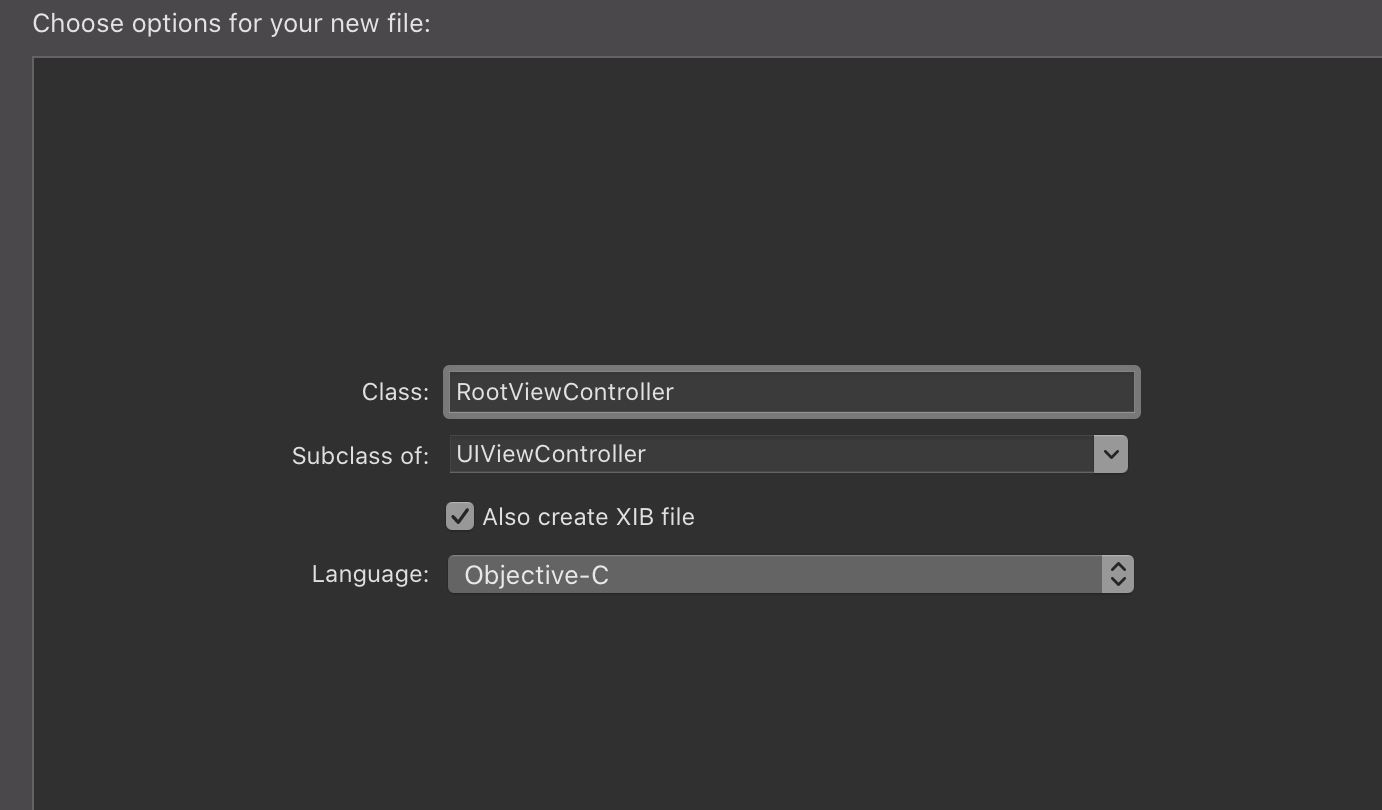 Choose options for your new file:
Class: RootViewController
Subclass of: UIViewController
Also create XIB file
Language: Objective-C